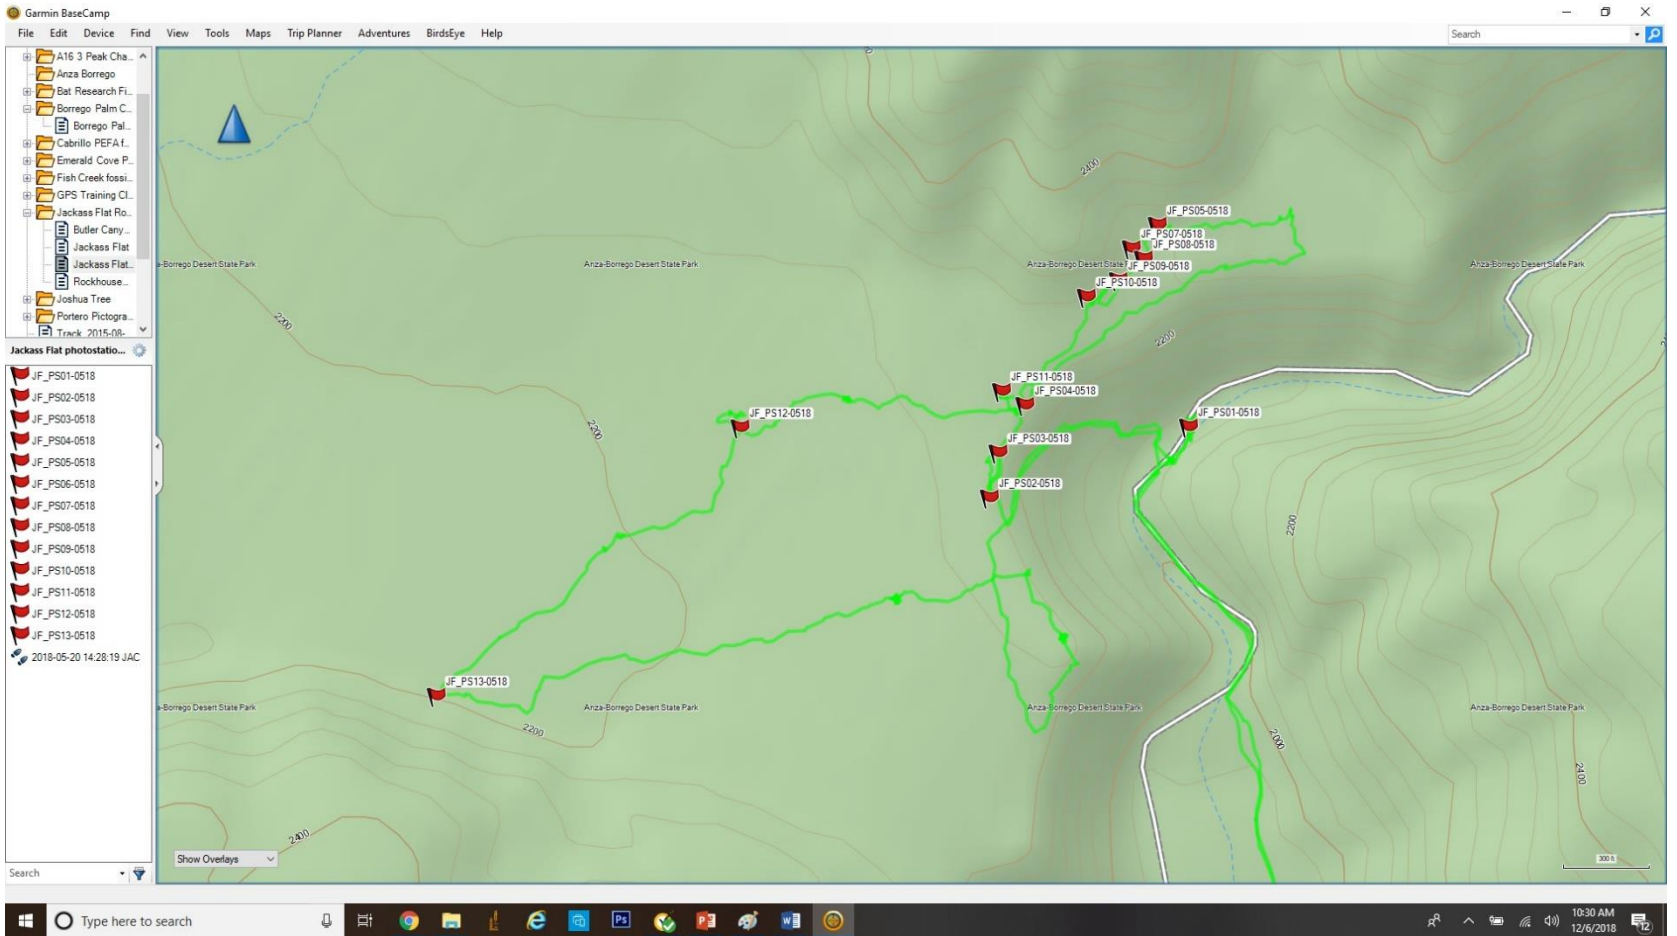 Garmin BaseCamp
File Edit Device Find View Tools Maps Trip Planner Adventures BirdsEye Help
Search
A16 3 Peak Cha...
Anza Borrego
Bat Research Fi...
Borrego Palm C...
Borrego Pal...
Cabrillo PEFA f...
Emerald Cove P...
Fish Creek fossi...
GPS Training Cl...
Jackass Flat Ro...
Butler Cany...
Jackass Flat
Jackass Flat...
Rockhouse...
Joshua Tree
Portero Pictogra...
Track_2015-08-
Jackass Flat photostatio...
JF_PS01-0518
JF_PS02-0518
JF_PS03-0518
JF_PS04-0518
JF_PS05-0518
JF_PS06-0518
JF_PS07-0518
JF_PS08-0518
JF_PS09-0518
JF_PS10-0518
JF_PS11-0518
JF_PS12-0518
JF_PS13-0518
2018-05-20 14:28:19 JAC
Search
2400
JF_PS05-0518
JF_PS07-0518
JF_PS08-0518
a-Borrego Desert State Park
Anza-Borrego Desert State Park
Anza-Borrego Desert State P
JF_PS09-0518
Anza-Borrego Desert State Park
JF_PS10-0518
2200
2200
JF_PS11-0518
JF_PS04-0518
JF_PS12-0518
JF_PS01-0518
2200
JF_PS03-0518
JF_PS02-0518
2200
JF_PS13-0518
a-Borrego Desert State Park
Anza-Borrego Desert State Park
Anza-Borrego Desert State Park
Anza-Borrego Desert State Park
2200
2000
2400
2400
Show Overlays
300 ft
Type here to search
Ps
10:30 AM
12/6/2018
12